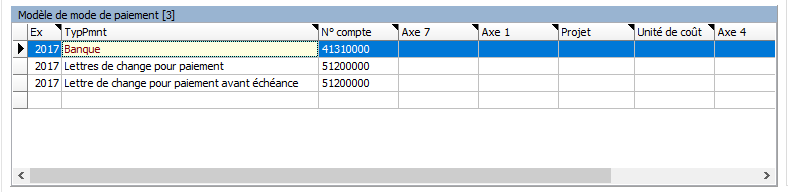 Modèle de mode de paiement [3]
Ex TypPmnt N° compte Axe 7 Axe 1 Projet Unité de coût Axe 4
2017 Banque 41310000
2017 Lettres de change pour paiement 51200000
2017 Lettre de change pour paiement avant échéance 51200000